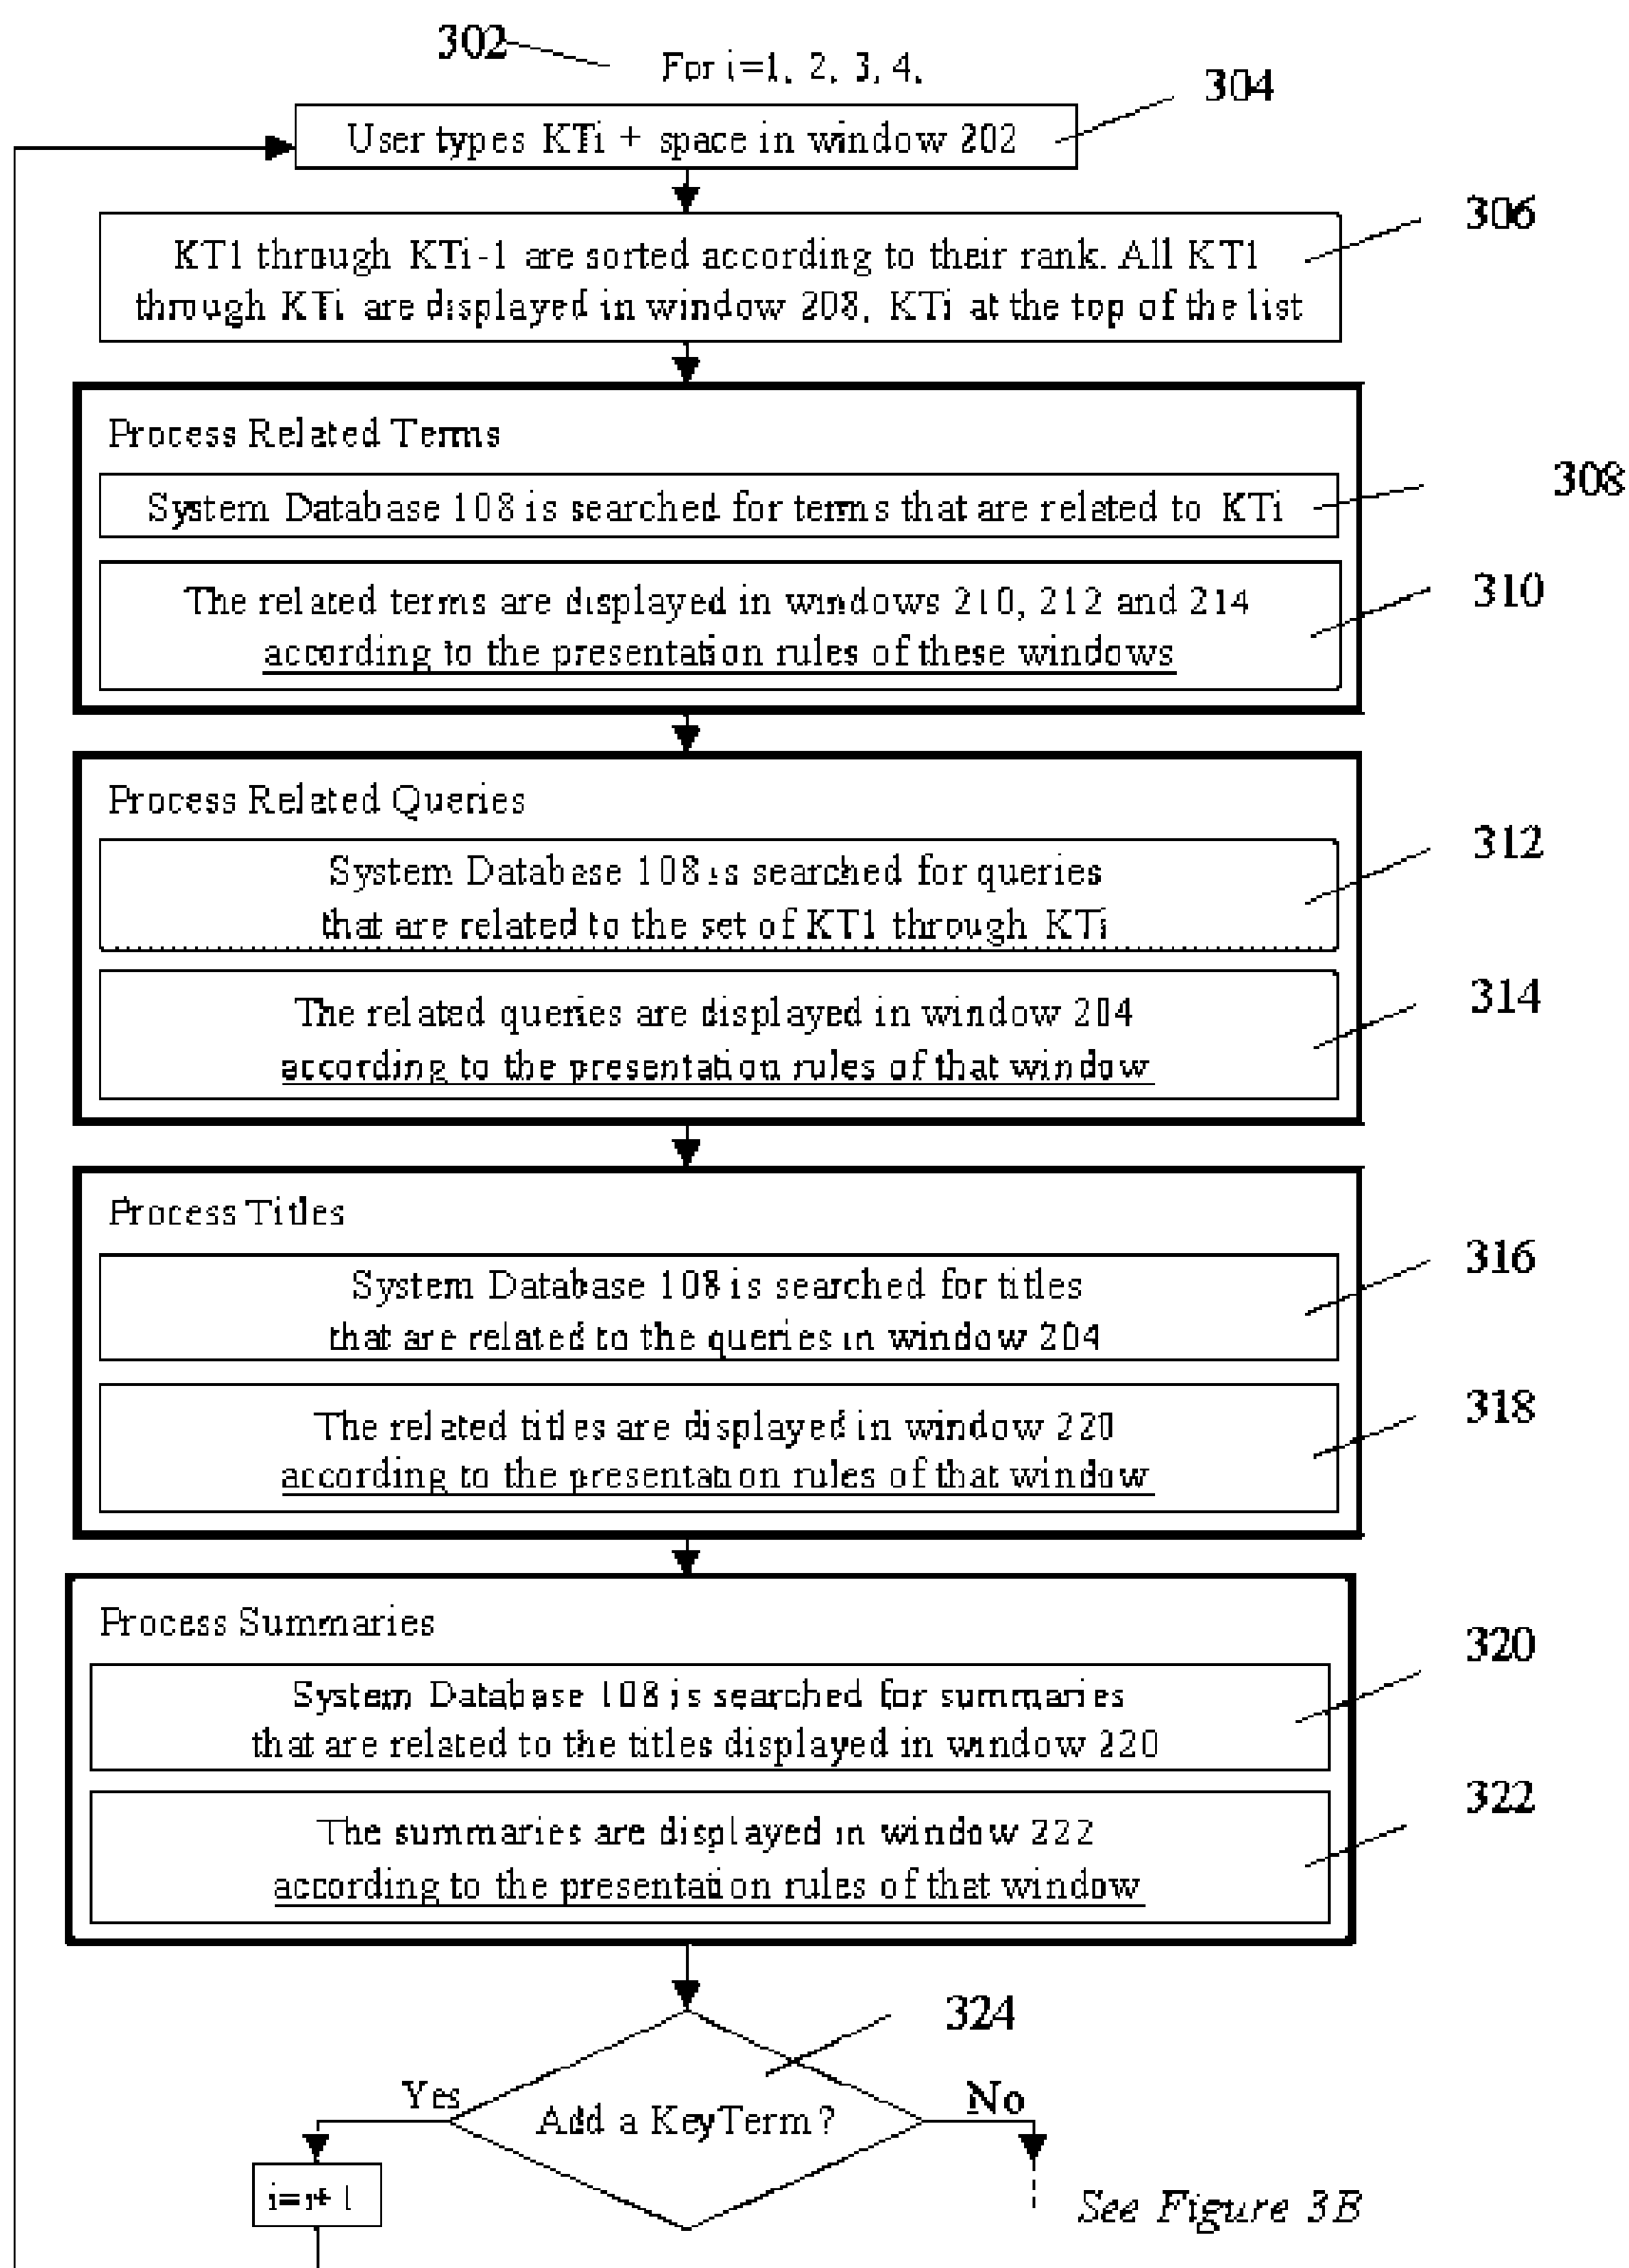 302
For i=1, 2, 3, 4.
304
User types KTi + space in window 202
306
KT1 through KTi-1 are sorted according to their rank. All KT1
through KTi are displayed in window 208, KTi at the top of the list
Process Related Terms
308
System Database 108 is searched for terms that are related to KTi
310
The related terms are displayed in windows 210, 212 and 214
according to the presentation rules of these windows
Process Related Queries
312
System Database 108 is searched for queries
that are related to the set of KT1 through KTi
314
The related queries are displayed in window 204
according to the presentation rules of that window
Process Titles
316
System Database 108 is searched for titles
that are related to the queries in window 204
318
The related titles are displayed in window 220
according to the presentation rules of that window
Process Summaries
320
System Database 108 is searched for summaries
that are related to the titles displayed in window 220
322
The summaries are displayed in window 222
according to the presentation rules of that window
324
Yes
Add a KeyTerm?
No
i=i+1
See Figure 3B